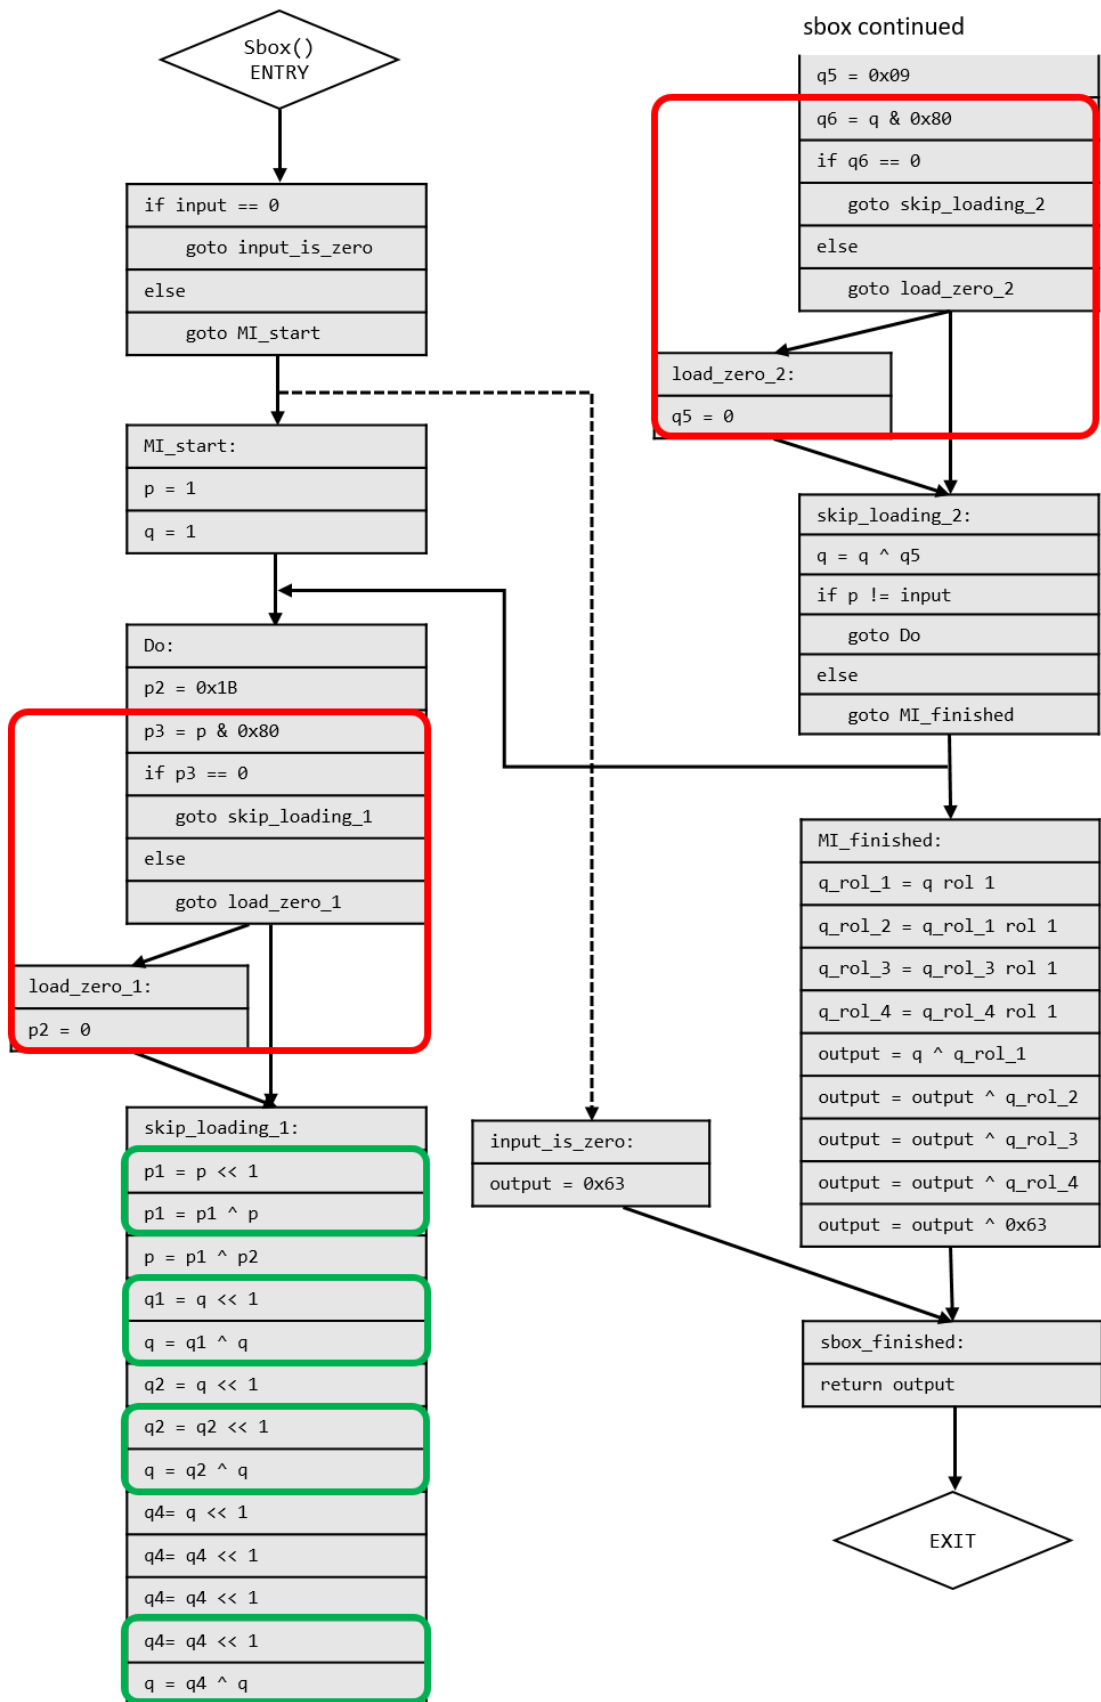 Sbox()
ENTRY
if input == 0
goto input_is_zero
else
goto MI_start
MI_start:
p = 1
q = 1
Do:
p2 = 0x1B
p3 = p & 0x80
if p3 == 0
goto skip_loading_1
else
goto load_zero_1
load_zero_1:
p2 = 0
skip_loading_1:
p1 = p << 1
p1 = p1 ^ p
p = p1 ^ p2
q1 = q << 1
q = q1 ^ q
q2 = q << 1
q2 = q2 << 1
q = q2 ^ q
q4= q << 1
q4= q4 << 1
q4= q4 << 1
q4= q4 << 1
q = q4 ^ q
sbox continued
q5 = 0x09
q6 = q & 0x80
if q6 == 0
goto skip_loading_2
else
goto load_zero_2
load_zero_2:
q5 = 0
skip_loading_2:
q = q ^ q5
if p != input
goto Do
else
goto MI_finished
MI_finished:
q_rol_1 = q rol 1
q_rol_2 = q_rol_1 rol 1
q_rol_3 = q_rol_3 rol 1
q_rol_4 = q_rol_4 rol 1
output = q ^ q_rol_1
output = output ^ q_rol_2
output = output ^ q_rol_3
output = output ^ q_rol_4
output = output ^ 0x63
input_is_zero:
output = 0x63
sbox_finished:
return output
EXIT